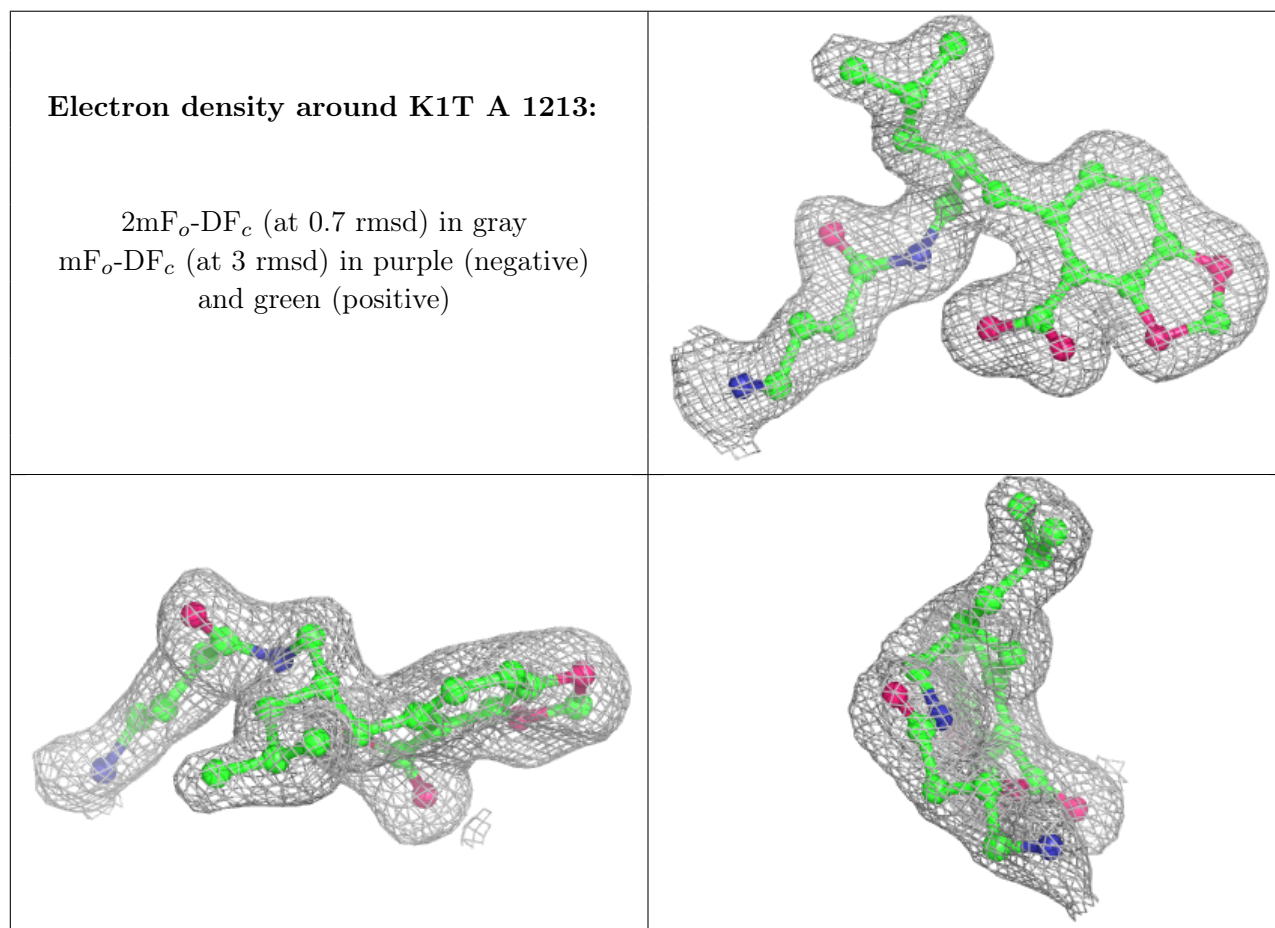 Electron density around K1T A 1213:
2mFo-DFc (at 0.7 rmsd) in gray
mFo-DFc (at 3 rmsd) in purple (negative)
and green (positive)